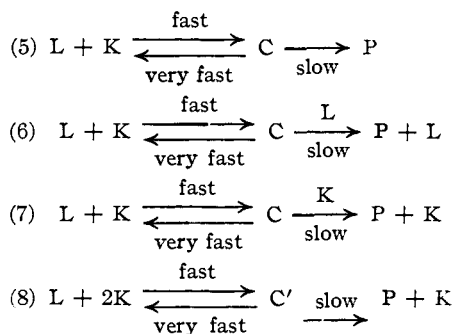 fast
(5) L + K C P
very fast slow
fast L
(6) L + K C P + L
very fast slow
fast K
(7) L + K C P + K
very fast slow
fast
(8) L + 2K C′ slow P + K
very fast